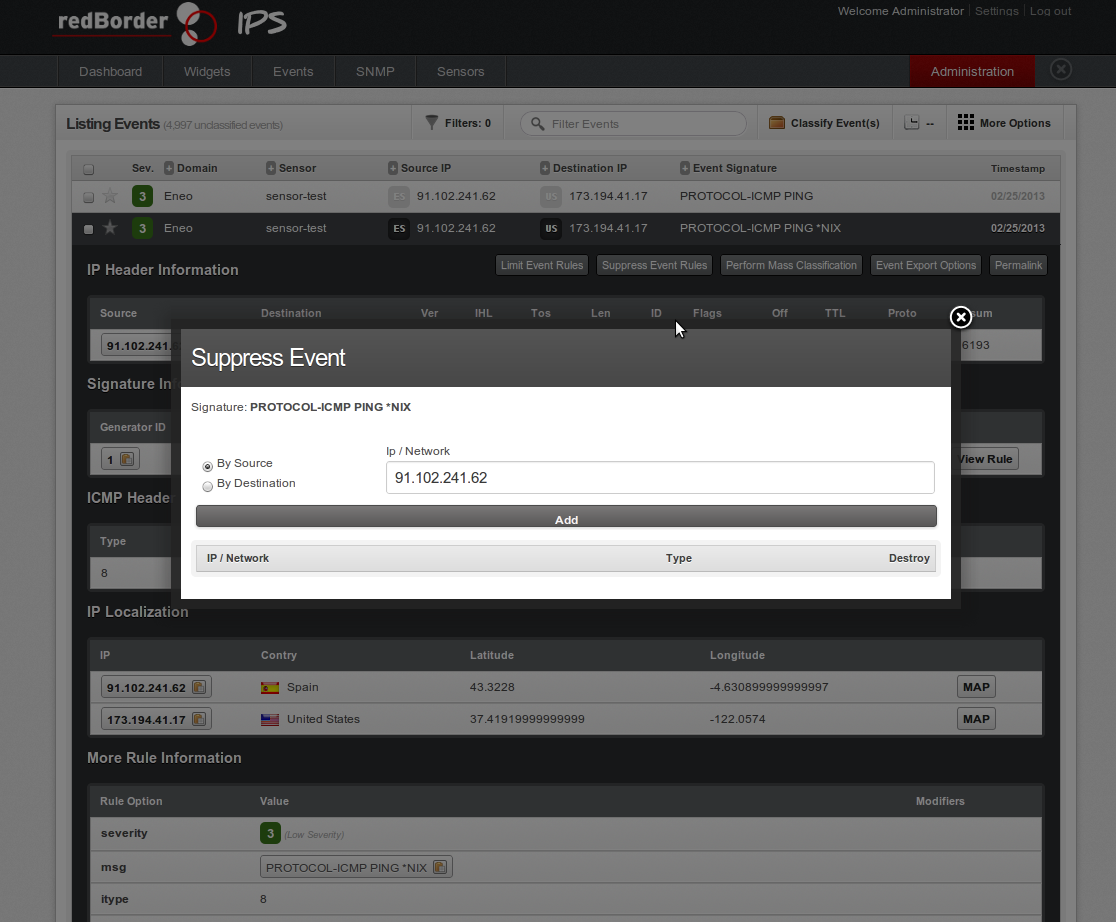 redBorder IPS
Welcome Administrator Settings Log out
Dashboard Widgets Events SNMP Sensors Administration
Listing Events (4,997 unclassified events) Filters: 0 Filter Events Classify Event(s) -- More Options
Sev. Domain Sensor Source IP Destination IP Event Signature Timestamp
3 Eneo sensor-test ES 91.102.241.62 US 173.194.41.17 PROTOCOL-ICMP PING 02/25/2013
3 Eneo sensor-test ES 91.102.241.62 US 173.194.41.17 PROTOCOL-ICMP PING *NIX 02/25/2013
IP Header Information Limit Event Rules Suppress Event Rules Perform Mass Classification Event Export Options Permalink
Source Destination Ver IHL Tos Len ID Flags Off TTL Proto sum
91.102.241. 6193
Suppress Event
Signature: PROTOCOL-ICMP PING *NIX
By Source
By Destination
Ip / Network
91.102.241.62
Add
IP / Network Type Destroy
Signature In
Generator ID
1 View Rule
ICMP Header
Type
8
IP Localization
IP Contry Latitude Longitude
91.102.241.62 Spain 43.3228 -4.630899999999997 MAP
173.194.41.17 United States 37.41919999999999 -122.0574 MAP
More Rule Information
Rule Option Value Modifiers
severity 3 (Low Severity)
msg PROTOCOL-ICMP PING *NIX
itype 8